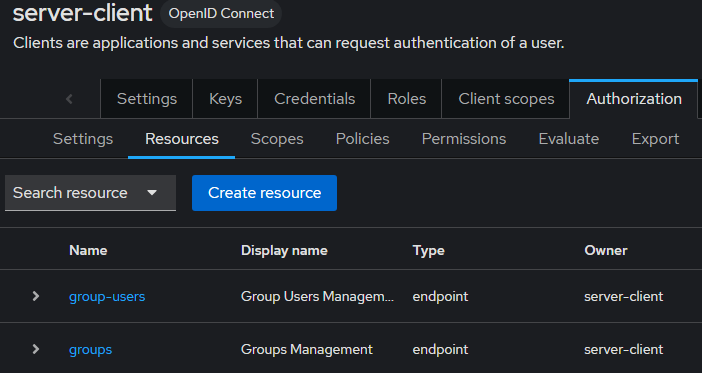 server-client OpenID Connect
Clients are applications and services that can request authentication of a user.
Settings Keys Credentials Roles Client scopes Authorization
Settings Resources Scopes Policies Permissions Evaluate Export
Search resource Create resource
Name Display name Type Owner
group-users Group Users Managem... endpoint server-client
groups Groups Management endpoint server-client